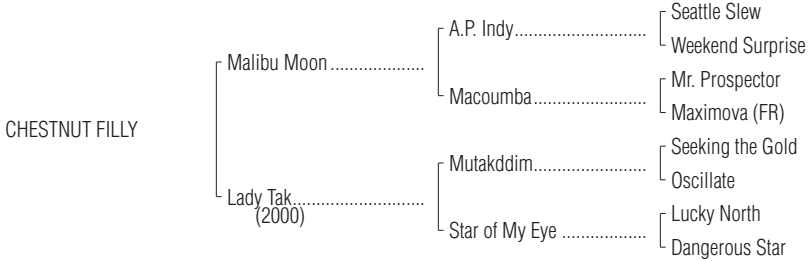 Seattle Slew
A.P. Indy
Weekend Surprise
Malibu Moon
Mr. Prospector
Macoumba
Maximova (FR)
CHESTNUT FILLY
Seeking the Gold
Mutakddim
Oscillate
Lady Tak
(2000)
Lucky North
Star of My Eye
Dangerous Star